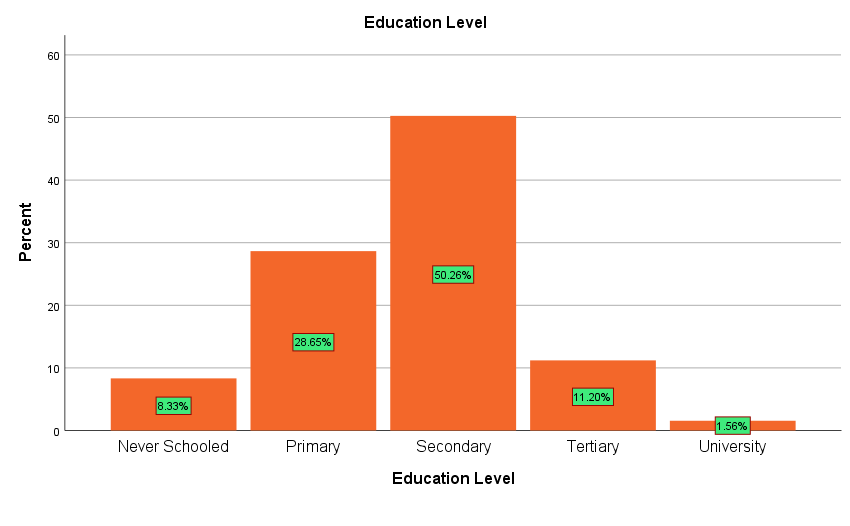 Education Level
60
50
40
30
20
10
0
Percent
8.33%
28.65%
50.26%
11.20%
1.56%
Never Schooled
Primary
Secondary
Tertiary
University
Education Level